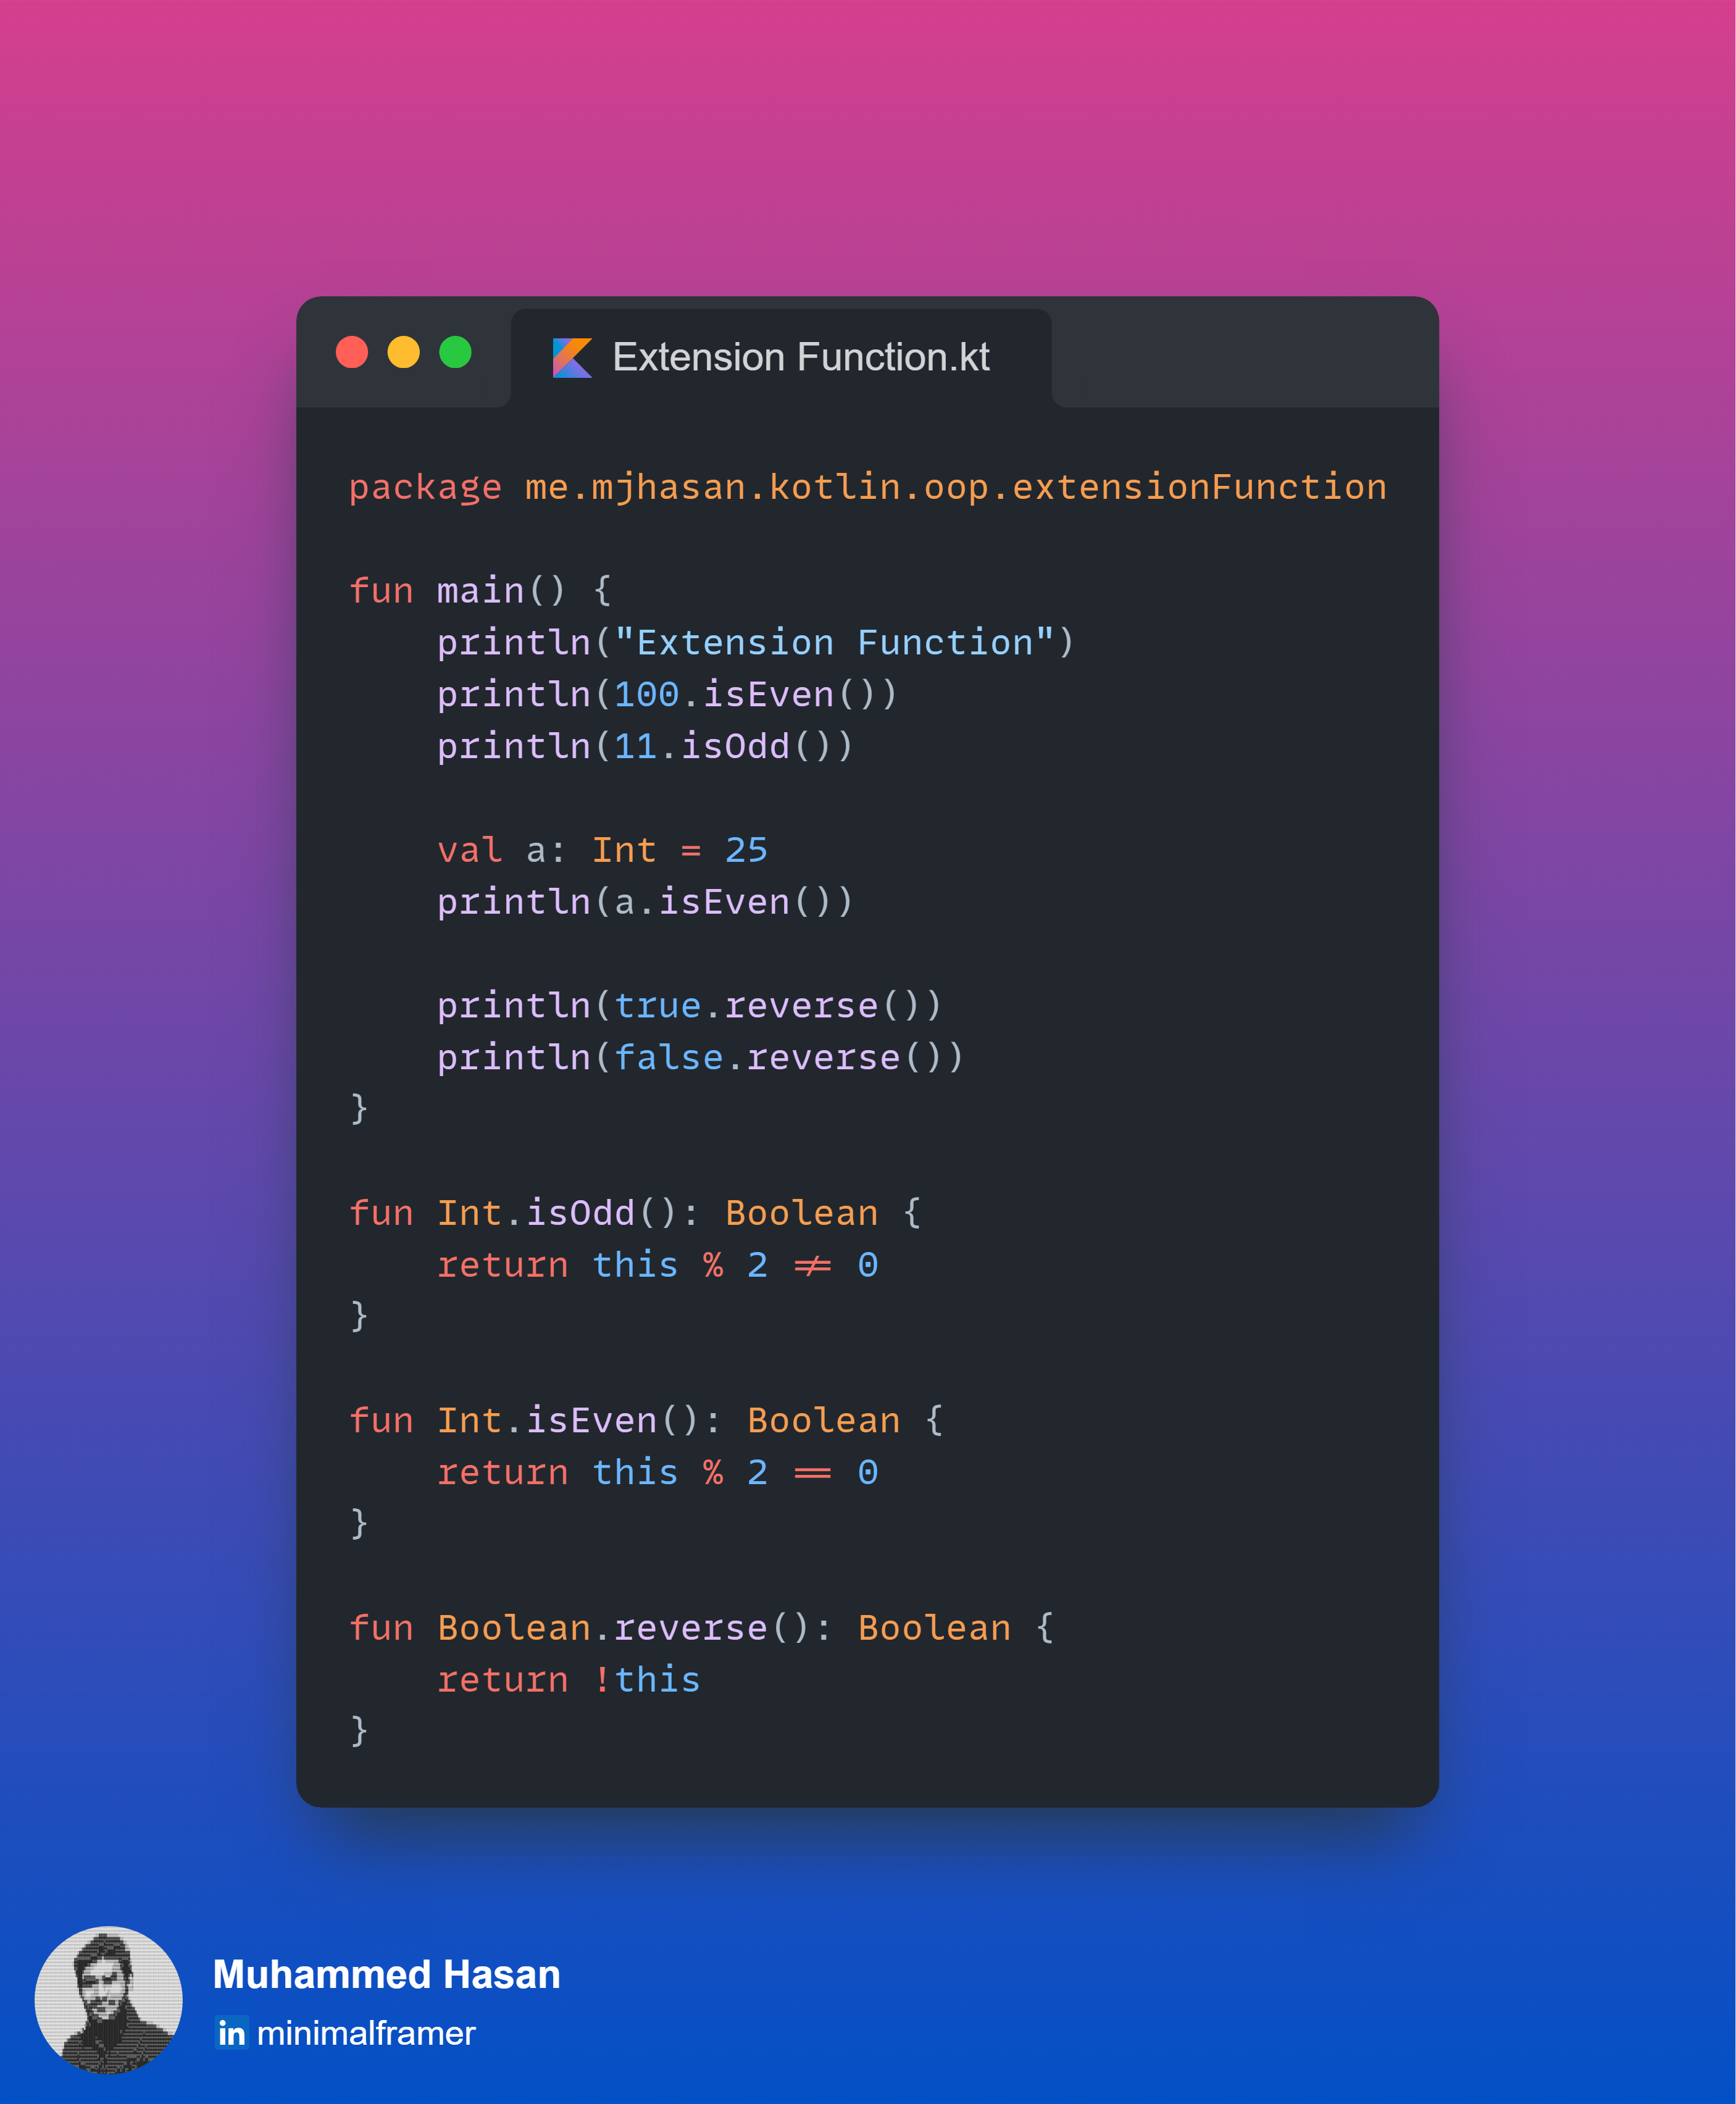 Extension Function.kt
package me.mjhasan.kotlin.oop.extensionFunction
fun main() {
    println("Extension Function")
    println(100.isEven())
    println(11.isOdd())
    val a: Int = 25
    println(a.isEven())
    println(true.reverse())
    println(false.reverse())
}
fun Int.isOdd(): Boolean {
    return this % 2 != 0
}
fun Int.isEven(): Boolean {
    return this % 2 == 0
}
fun Boolean.reverse(): Boolean {
    return !this
}
Muhammed Hasan
in minimalframer